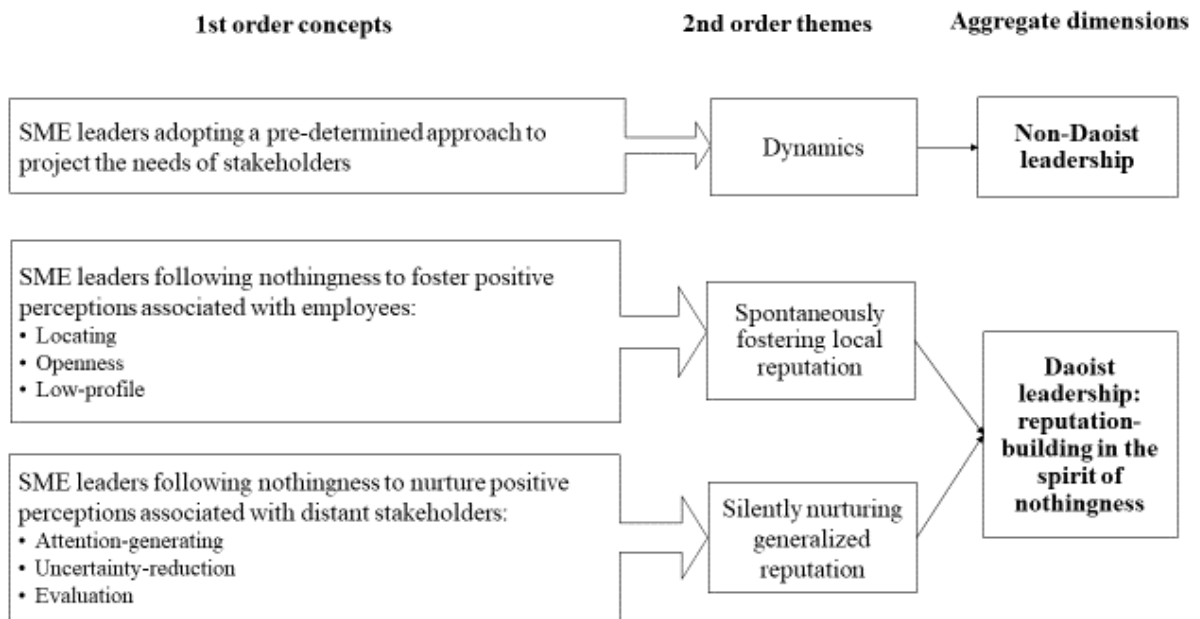 1st order concepts
2nd order themes
Aggregate dimensions
SME leaders adopting a pre-determined approach to
project the needs of stakeholders
Dynamics
Non-Daoist
leadership
SME leaders following nothingness to foster positive
perceptions associated with employees:
• Locating
• Openness
• Low-profile
Spontaneously
fostering local
reputation
SME leaders following nothingness to nurture positive
perceptions associated with distant stakeholders:
• Attention-generating
• Uncertainty-reduction
• Evaluation
Silently nurturing
generalized
reputation
Daoist
leadership:
reputation-
building in the
spirit of
nothingness